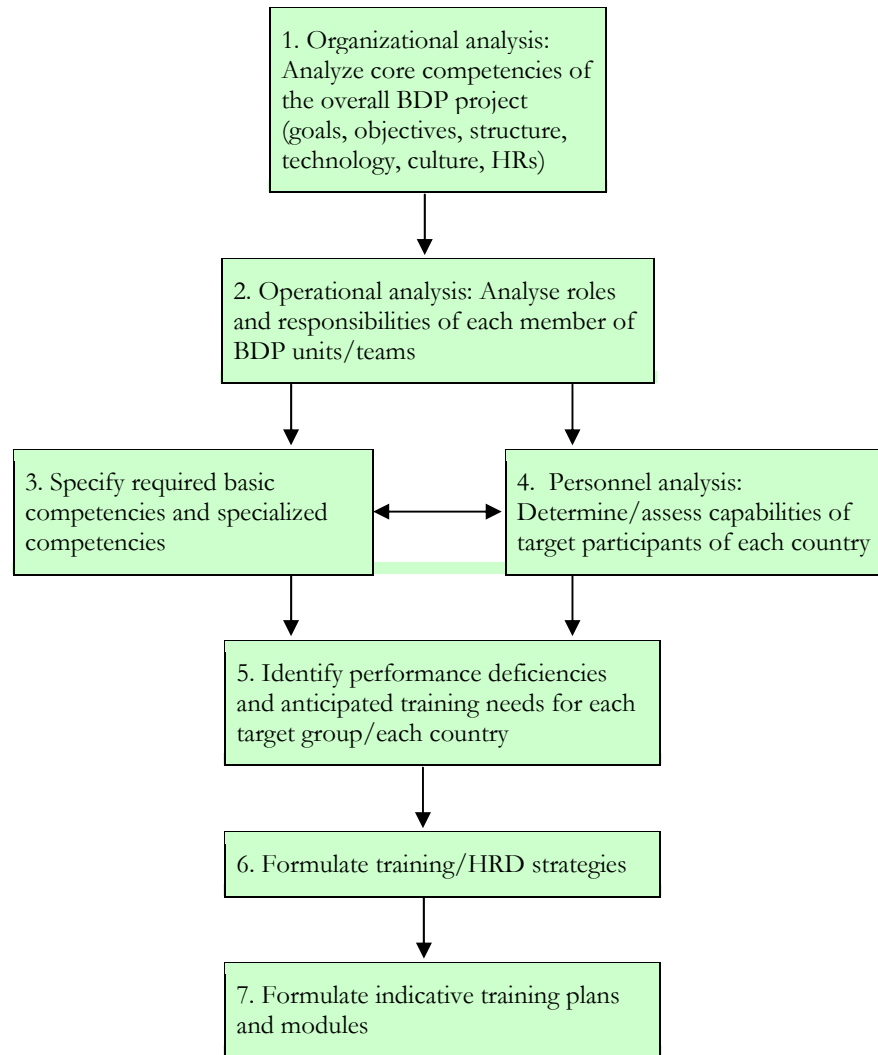 1. Organizational analysis:
Analyze core competencies of
the overall BDP project
(goals, objectives, structure,
technology, culture, HRs)
2. Operational analysis: Analyse roles
and responsibilities of each member of
BDP units/teams
3. Specify required basic
competencies and specialized
competencies
4. Personnel analysis:
Determine/assess capabilities of
target participants of each country
5. Identify performance deficiencies
and anticipated training needs for each
target group/each country
6. Formulate training/HRD strategies
7. Formulate indicative training plans
and modules